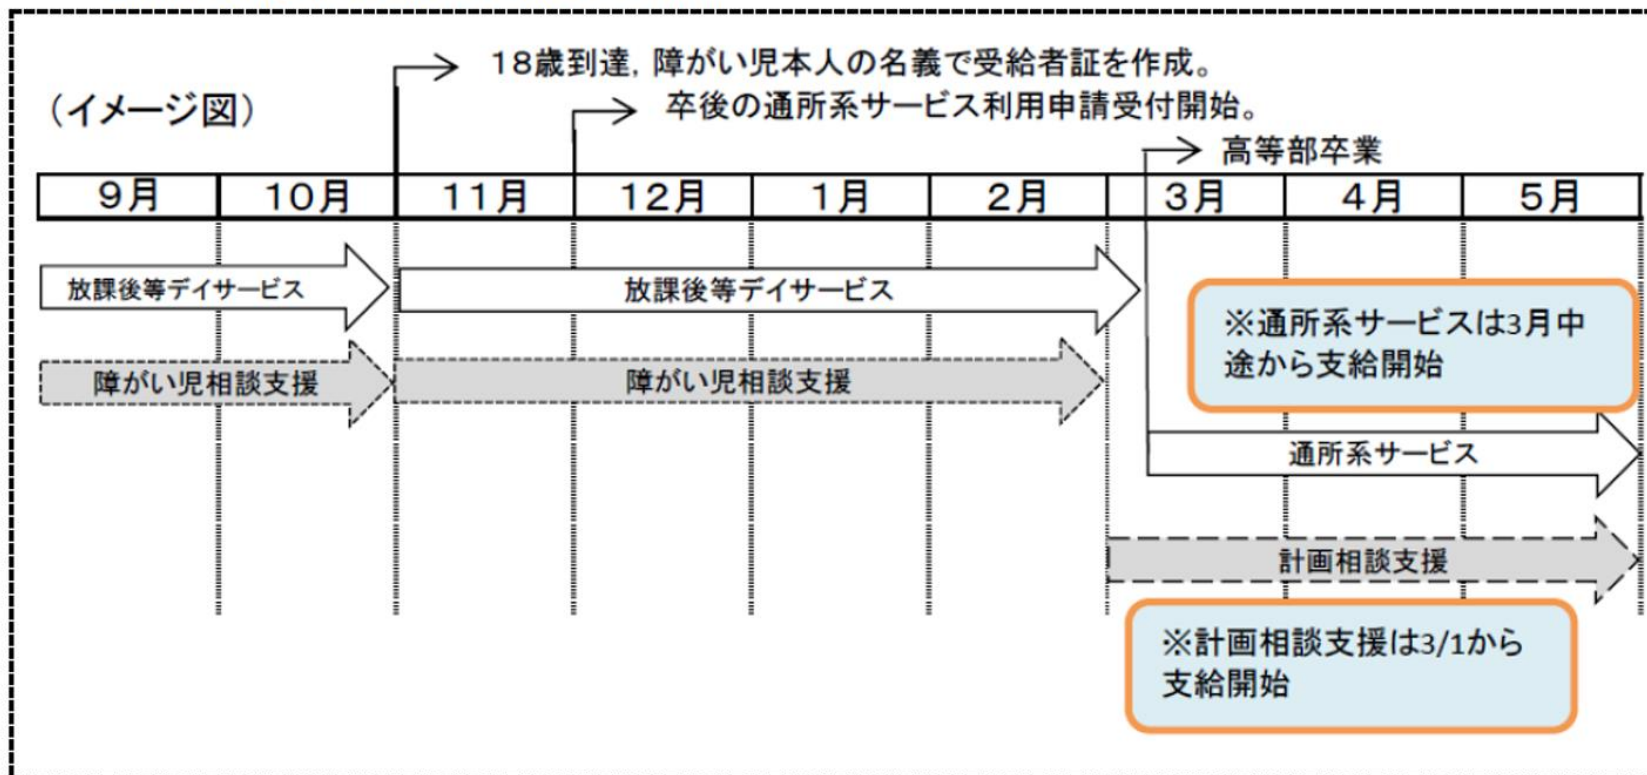 18歳到達，障がい児本人の名義で受給者証を作成。
（イメージ図）
卒後の通所系サービス利用申請受付開始。
高等部卒業
9月 10月 11月 12月 1月 2月 3月 4月 5月
放課後等デイサービス 放課後等デイサービス
※通所系サービスは3月中
途から支給開始
障がい児相談支援 障がい児相談支援
通所系サービス
計画相談支援
※計画相談支援は3/1から
支給開始